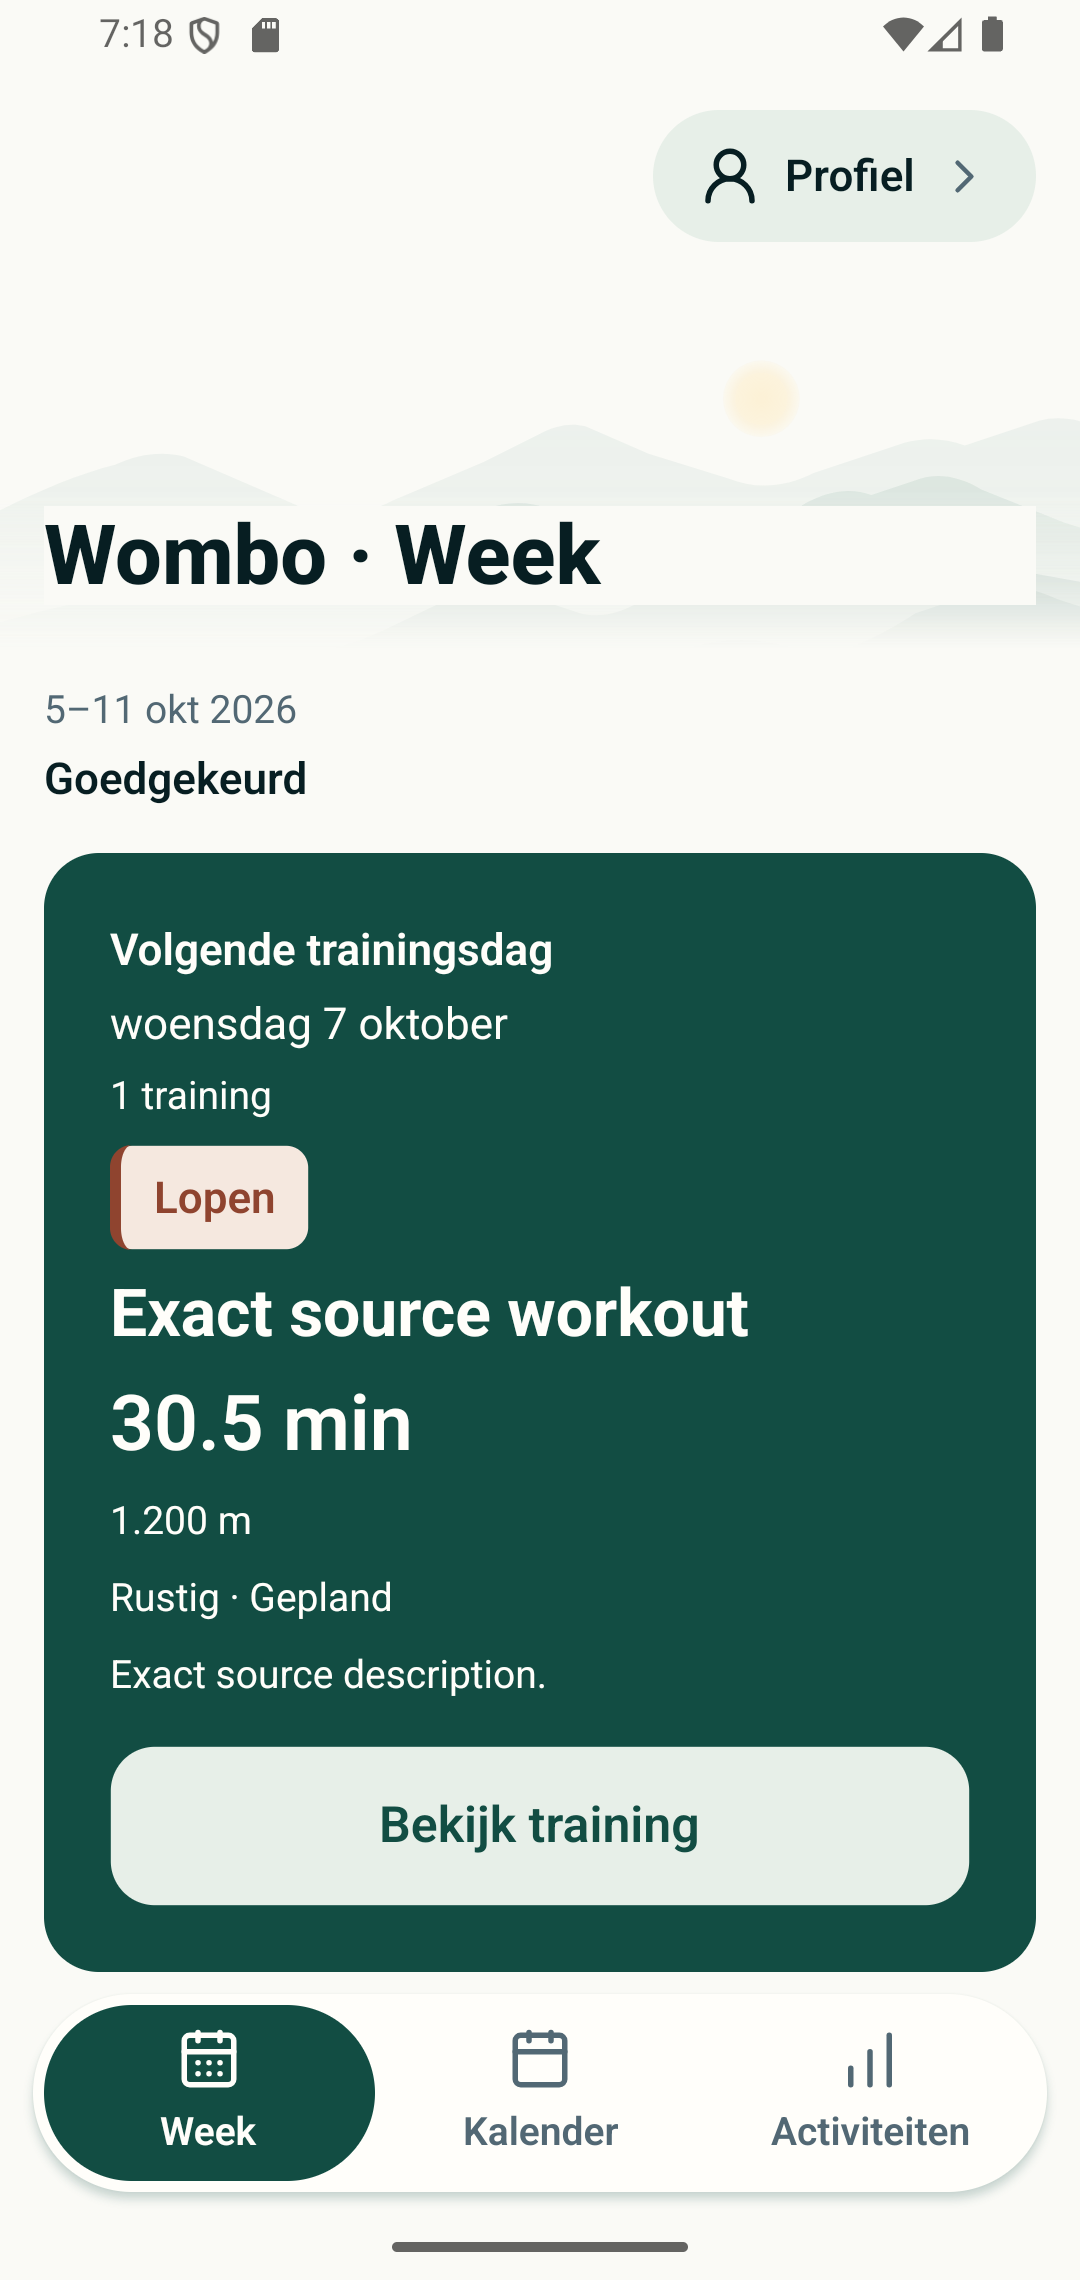 7:18
Profiel
Wombo · Week
5–11 okt 2026
Goedgekeurd
Volgende trainingsdag
woensdag 7 oktober
1 training
Lopen
Exact source workout
30.5 min
1.200 m
Rustig · Gepland
Exact source description.
Bekijk training
Week
Kalender
Activiteiten